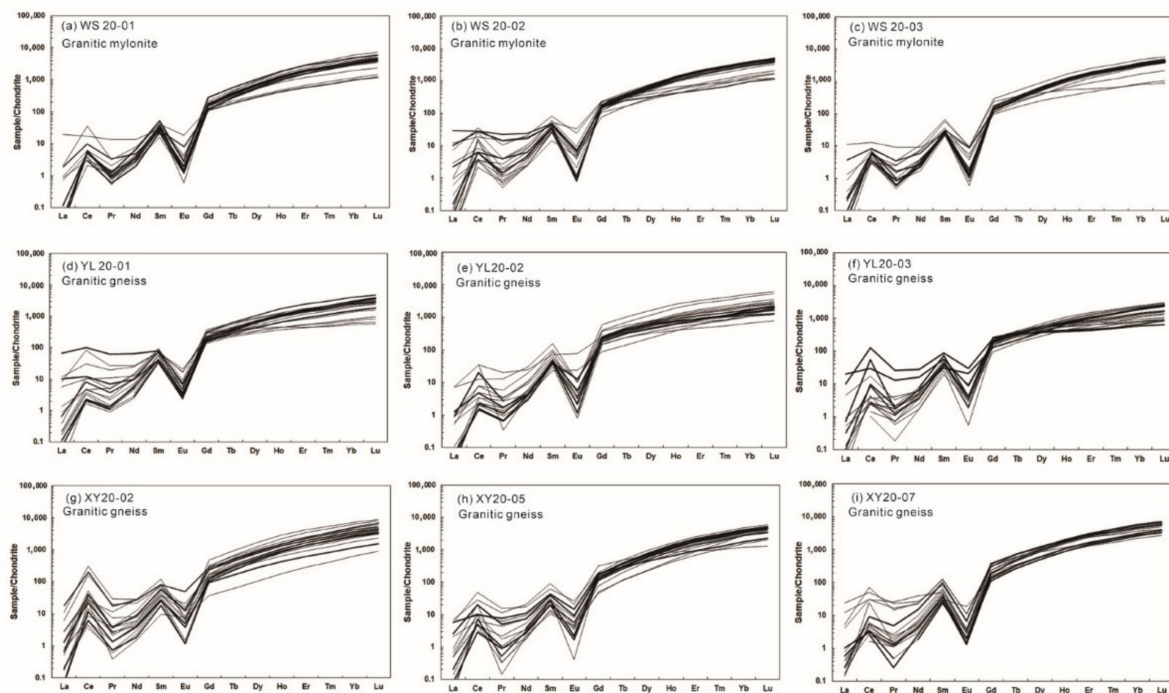 (a) WS 20-01
Granitic mylonite
Sample/Chondrite
100,000
10,000
1,000
100
10
1
0.1
La Ce Pr Nd Sm Eu Gd Tb Dy Ho Er Tm Yb Lu
(b) WS 20-02
Granitic mylonite
Sample/Chondrite
100,000
10,000
1,000
100
10
1
0.1
La Ce Pr Nd Sm Eu Gd Tb Dy Ho Er Tm Yb Lu
(c) WS 20-03
Granitic mylonite
Sample/Chondrite
100,000
10,000
1,000
100
10
1
0.1
La Ce Pr Nd Sm Eu Gd Tb Dy Ho Er Tm Yb Lu
(d) YL 20-01
Granitic gneiss
Sample/Chondrite
100,000
10,000
1,000
100
10
1
0.1
La Ce Pr Nd Sm Eu Gd Tb Dy Ho Er Tm Yb Lu
(e) YL20-02
Granitic gneiss
Sample/Chondrite
100,000
10,000
1,000
100
10
1
0.1
La Ce Pr Nd Sm Eu Gd Tb Dy Ho Er Tm Yb Lu
(f) YL20-03
Granitic gneiss
Sample/Chondrite
100,000
10,000
1,000
100
10
1
0.1
La Ce Pr Nd Sm Eu Gd Tb Dy Ho Er Tm Yb Lu
(g) XY20-02
Granitic gneiss
Sample/Chondrite
100,000
10,000
1,000
100
10
1
0.1
La Ce Pr Nd Sm Eu Gd Tb Dy Ho Er Tm Yb Lu
(h) XY20-05
Granitic gneiss
Sample/Chondrite
100,000
10,000
1,000
100
10
1
0.1
La Ce Pr Nd Sm Eu Gd Tb Dy Ho Er Tm Yb Lu
(i) XY20-07
Granitic gneiss
Sample/Chondrite
100,000
10,000
1,000
100
10
1
0.1
La Ce Pr Nd Sm Eu Gd Tb Dy Ho Er Tm Yb Lu